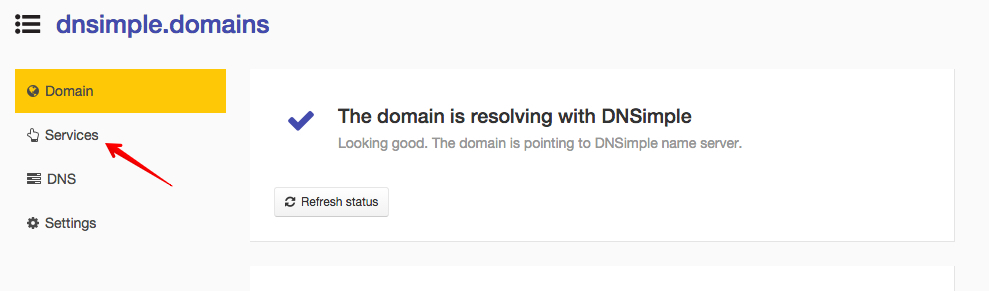 dnsimple.domains
Domain
Services
DNS
Settings
The domain is resolving with DNSimple
Looking good. The domain is pointing to DNSimple name server.
Refresh status